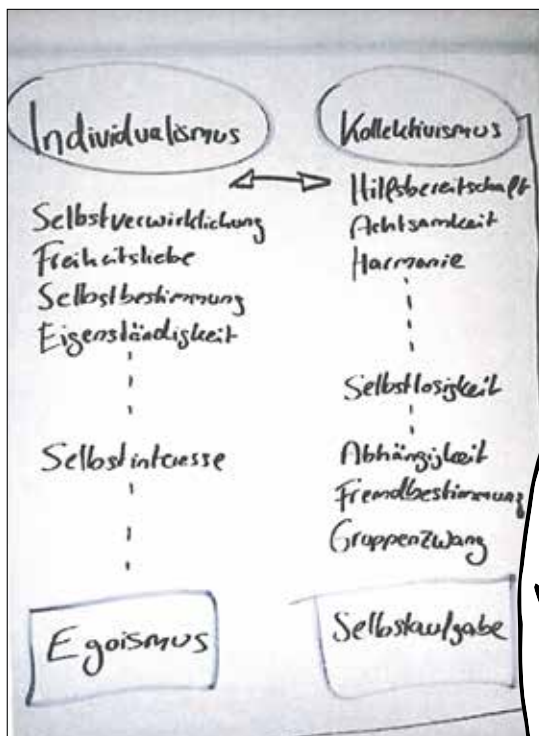 Individualismus
Selbstverwirklichung
Freiheitsliebe
Selbstbestimmung
Eigenständigkeit
Selbstinteresse
Egoismus
Kollektivismus
Hilfsbereitschaft
Achtsamkeit
Harmonie
Selbstlosigkeit
Abhängigkeit
Fremdbestimmung
Gruppenzwang
Selbstaufgabe